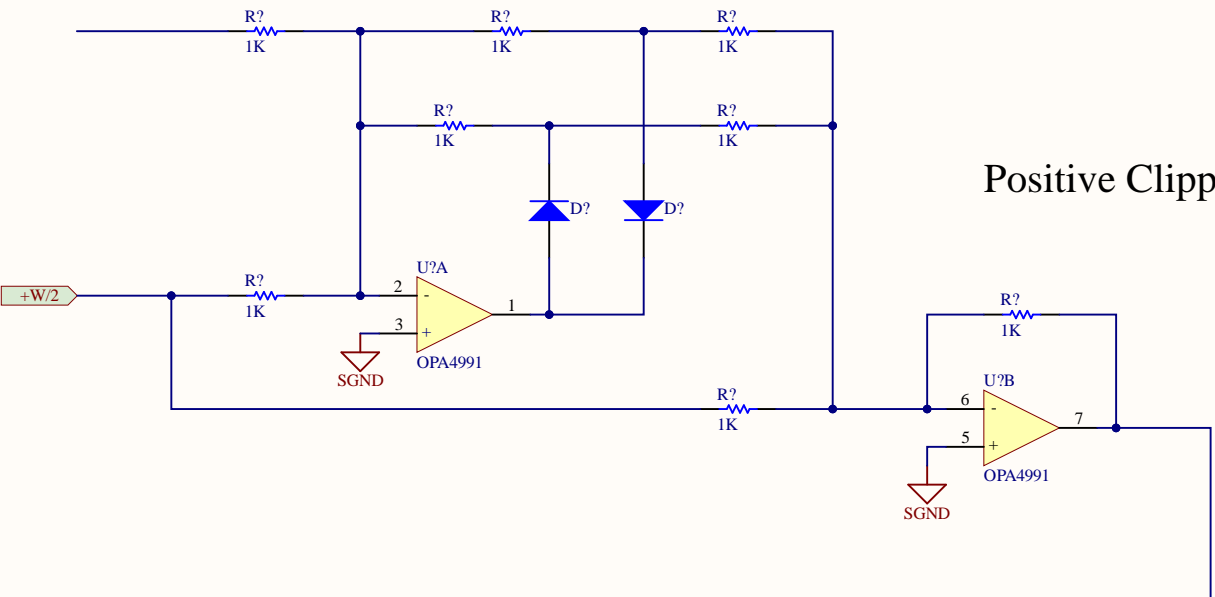 R?
R?
R?
1K
1K
1K
R?
R?
1K
1K
Positive Clipp
D?
D?
U?A
R?
2
-
+W/2
1
1K
3
+
OPA4991
SGND
R?
1K
R?
U?B
6
-
1K
7
5
+
OPA4991
SGND